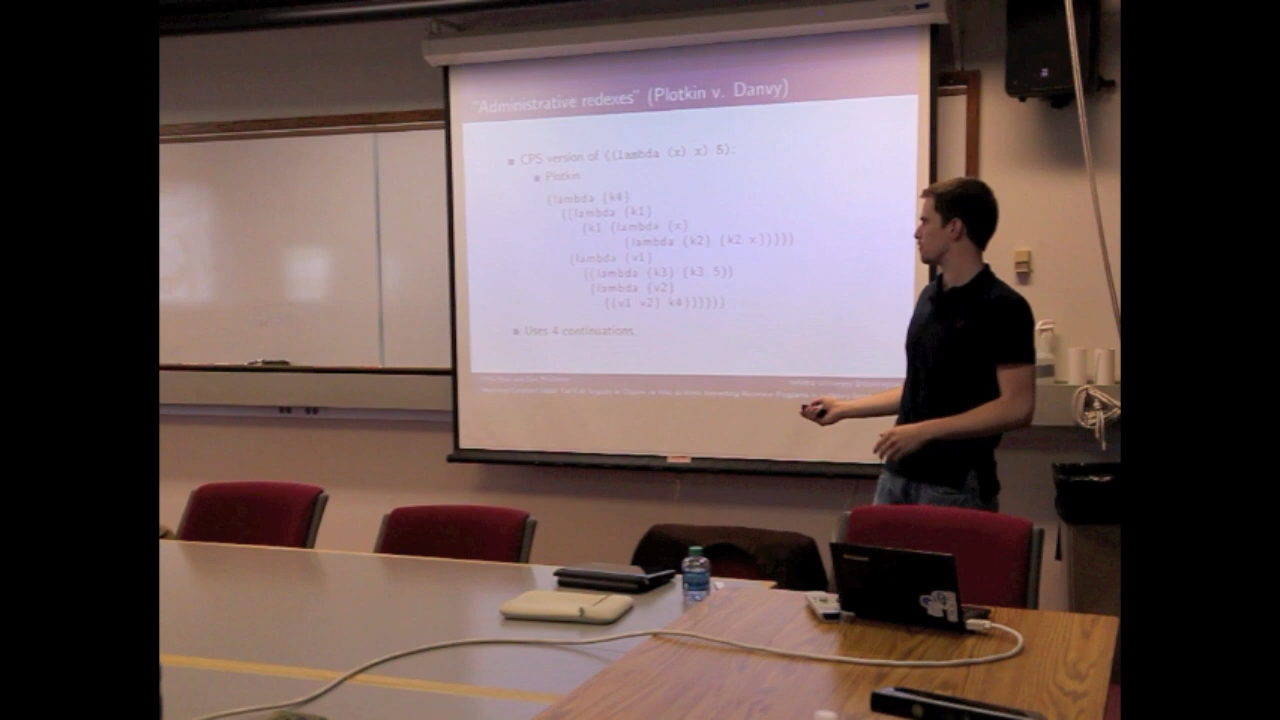 "Administrative redexes" (Plotkin v. Danvy)
■ CPS version of ((lambda (x) x) 5):
■ Plotkin:
(lambda (k4)
((lambda (k1)
(k1 (lambda (x)
(lambda (k2) (k2 x)))))
(lambda (v1)
((lambda (k3) (k3 5))
(lambda (v2)
((v1 v2) k4))))))
■ Uses 4 continuations.